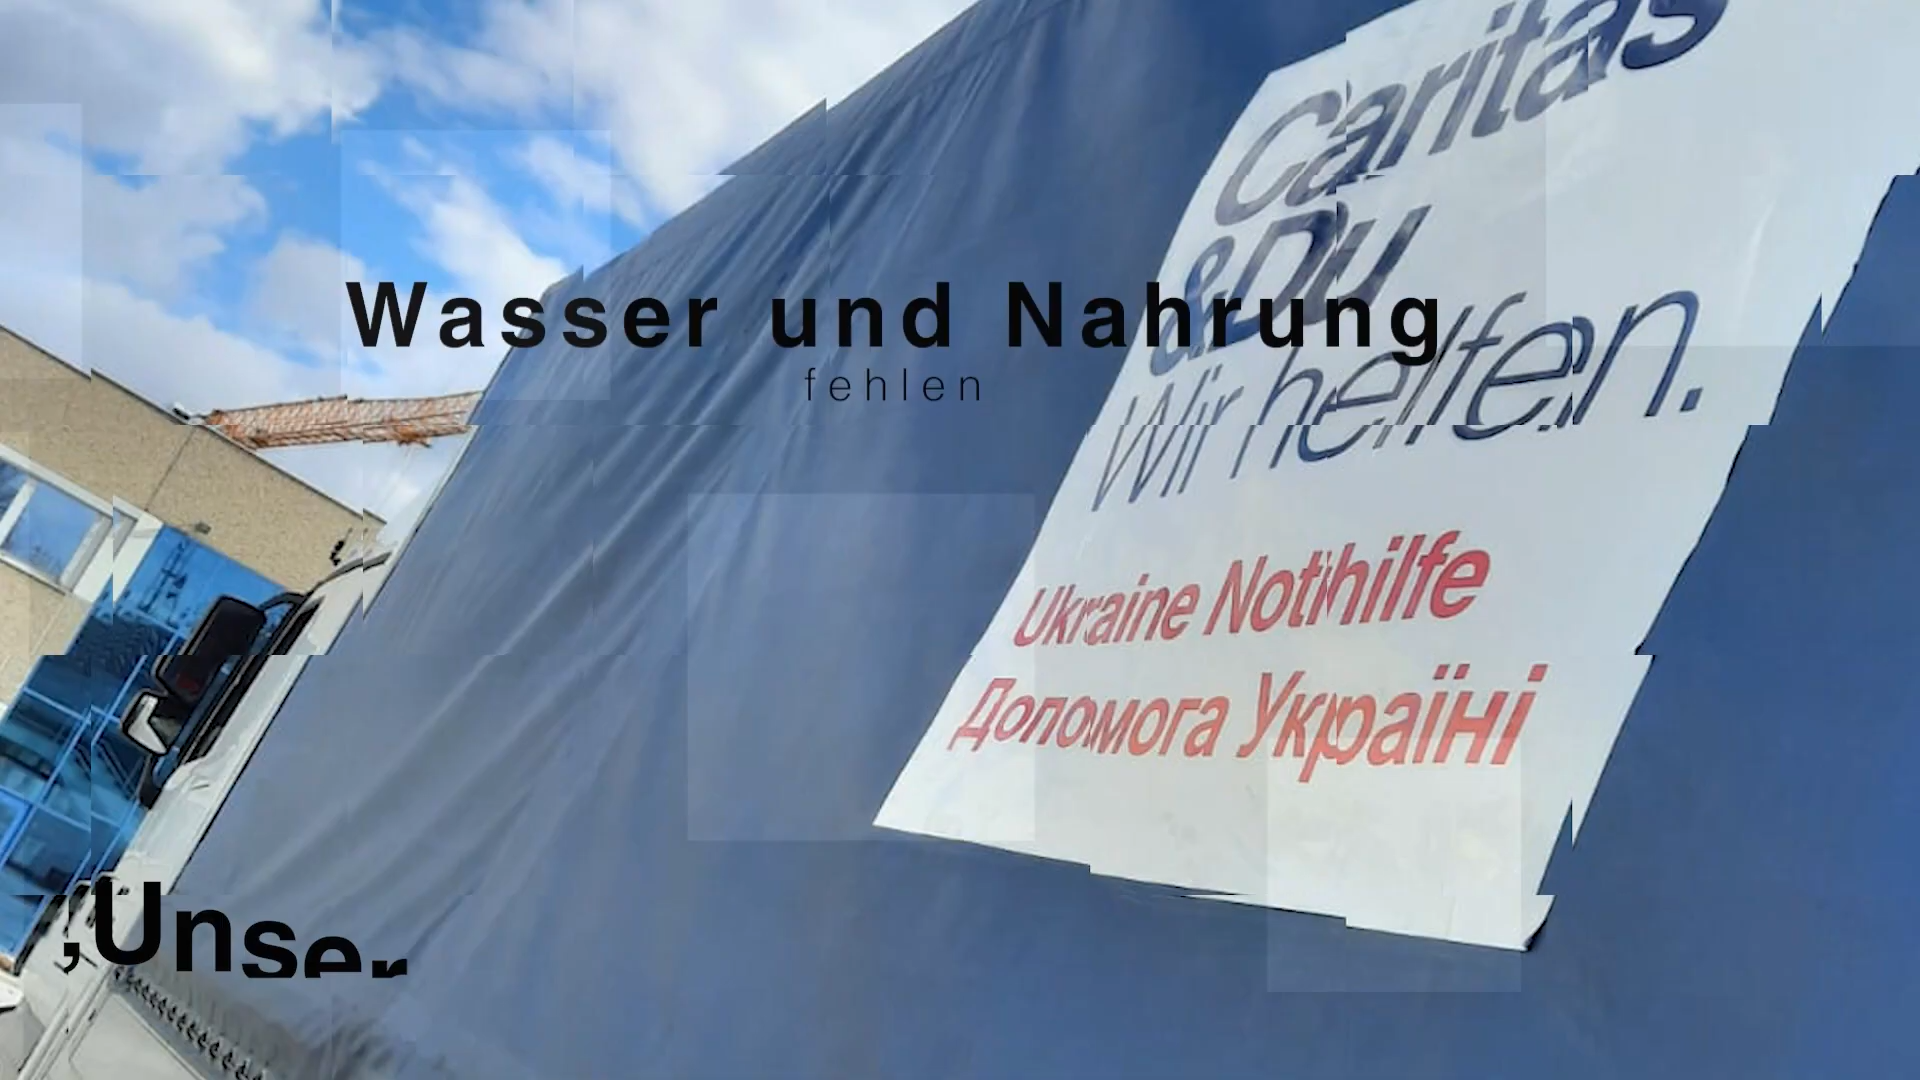 Caritas
&Du
Wir helfen.
Wasser und Nahrung
fehlen
Ukraine Nothilfe
Допомога Україні
‚Unser